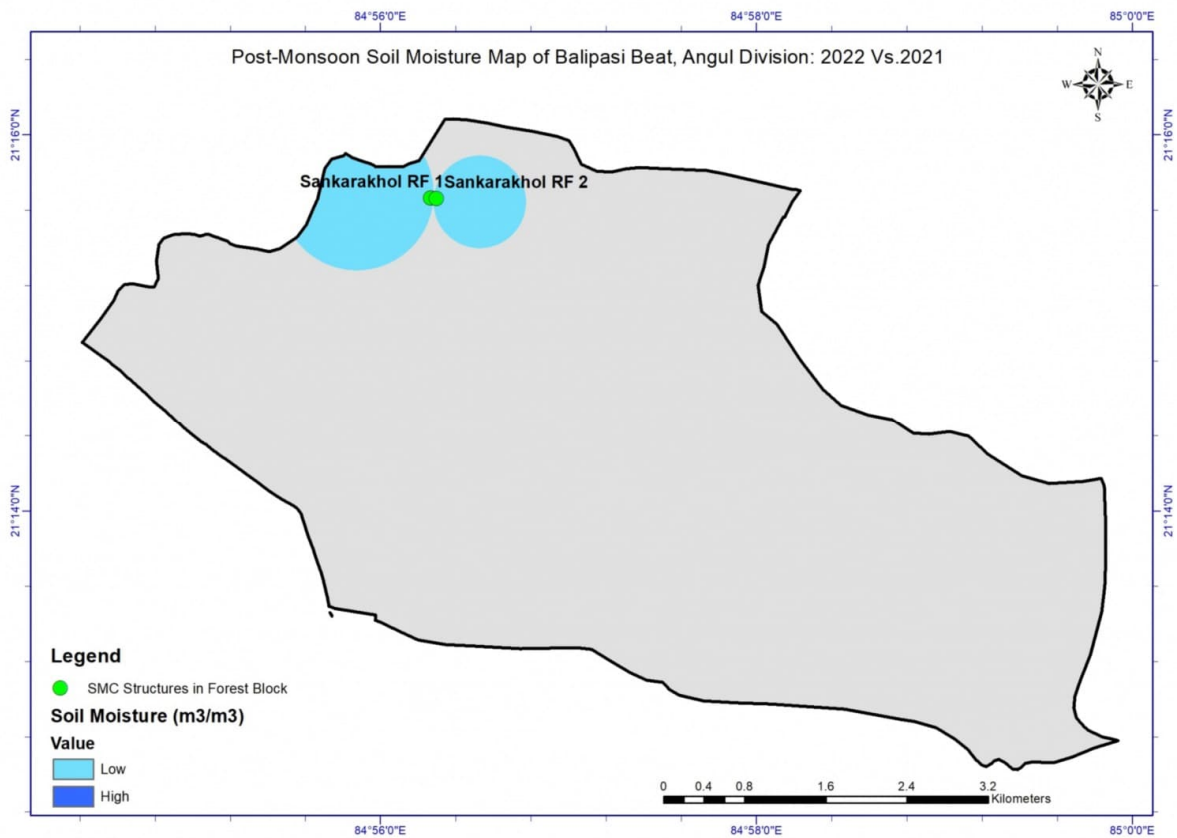 84°56'0"E
84°58'0"E
85°0'0"E
Post-Monsoon Soil Moisture Map of Balipasi Beat, Angul Division: 2022 Vs.2021
N
W E
S
21°16'0"N
21°16'0"N
Sankarakhol RF 1
Sankarakhol RF 2
21°14'0"N
21°14'0"N
Legend
SMC Structures in Forest Block
Soil Moisture (m3/m3)
Value
Low
High
0 0.4 0.8 1.6 2.4 3.2
Kilometers
84°56'0"E
84°58'0"E
85°0'0"E